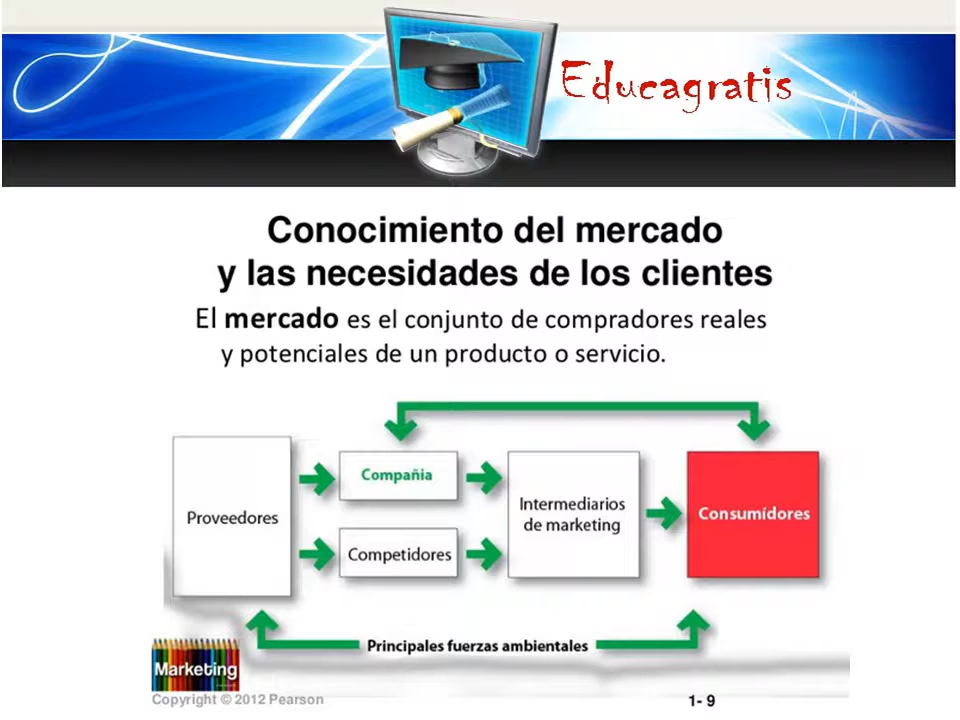 Educagratis
Conocimiento del mercado
y las necesidades de los clientes
El mercado es el conjunto de compradores reales
y potenciales de un producto o servicio.
Proveedores
Compañia
Competidores
Intermediarios
de marketing
Consumídores
Principales fuerzas ambientales
Marketing
Copyright © 2012 Pearson
1- 9